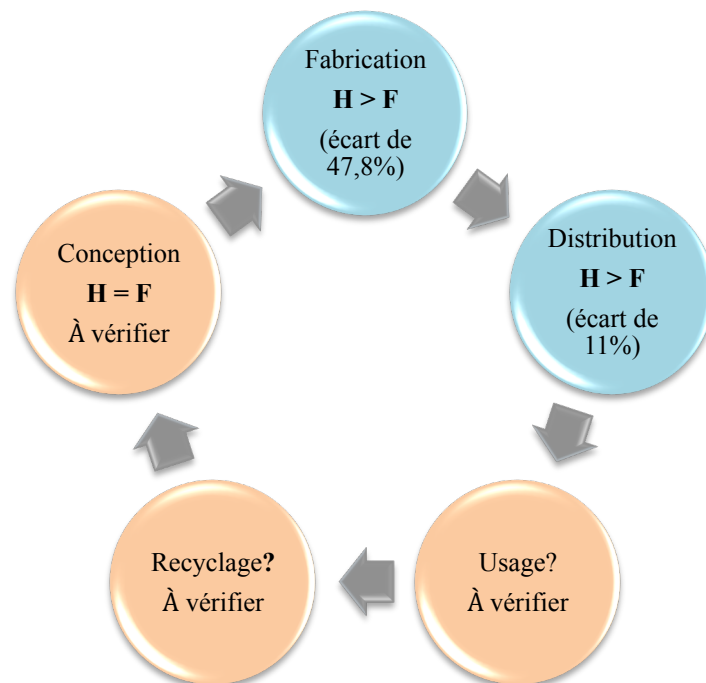 Fabrication
H > F
(écart de
47,8%)
Distribution
H > F
(écart de
11%)
Usage?
À vérifier
Recyclage?
À vérifier
Conception
H = F
À vérifier